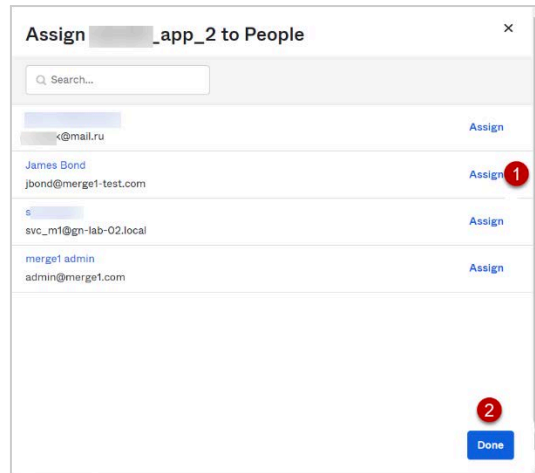 Assign _app_2 to People
×
Search...
k@mail.ru
Assign
James Bond
jbond@merge1-test.com
Assign
1
s
svc_m1@gn-lab-02.local
Assign
merge1 admin
admin@merge1.com
Assign
2
Done